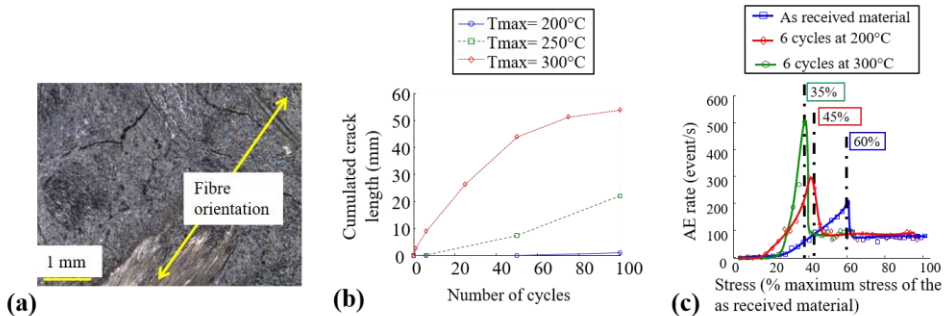 (a)
Fibre
orientation
1 mm
(b)
Tmax= 200°C
Tmax= 250°C
Tmax= 300°C
Cumulated crack
length (mm)
60
50
40
30
20
10
0
0 20 40 60 80 100
Number of cycles
(c)
As received material
6 cycles at 200°C
6 cycles at 300°C
35%
45%
60%
AE rate (event/s)
600
500
400
300
200
100
0
0 20 40 60 80 100
Stress (% maximum stress of the
as received material)